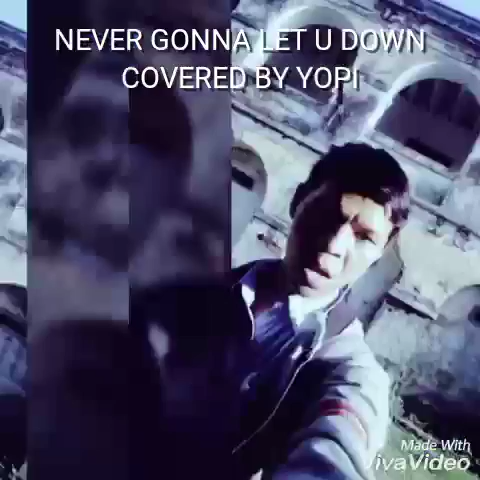 NEVER GONNA LET U DOWN
COVERED BY YOPI
Made With
VivaVideo